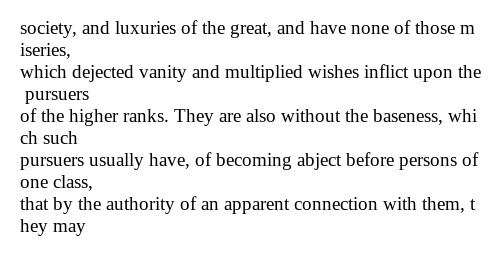 society, and luxuries of the great, and have none of those m
iseries,
which dejected vanity and multiplied wishes inflict upon the
 pursuers
of the higher ranks. They are also without the baseness, whi
ch such
pursuers usually have, of becoming abject before persons of
one class,
that by the authority of an apparent connection with them, t
hey may